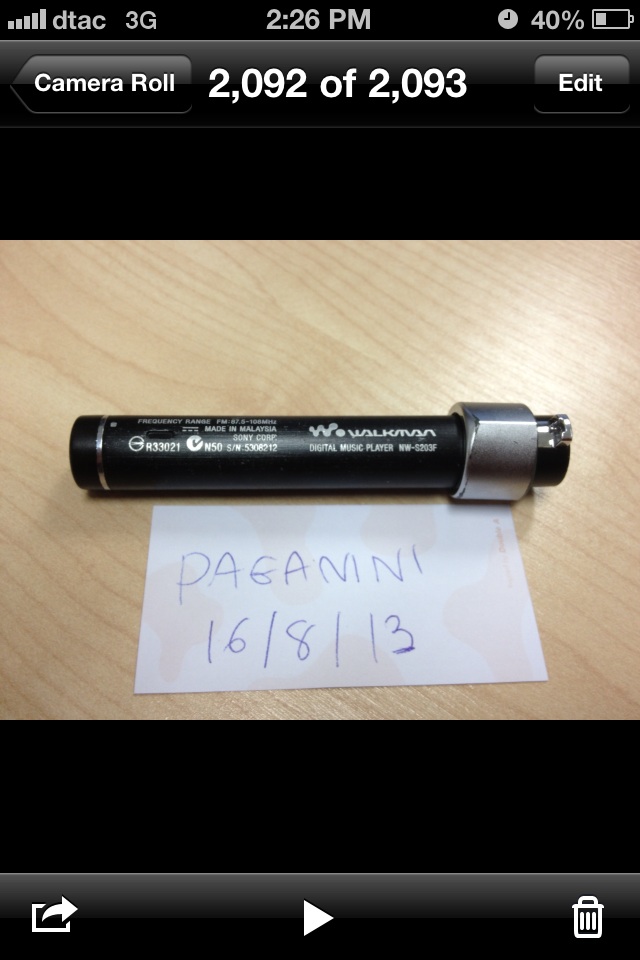 dtac 3G 2:26 PM 40%
Camera Roll 2,092 of 2,093 Edit
FREQUENCY RANGE FM:87.5-108MHz
MADE IN MALAYSIA
SONY CORP.
R33021 N50 S/N:5308212
WALKMAN
DIGITAL MUSIC PLAYER NW-S203F
PAGANINI
16/8/13